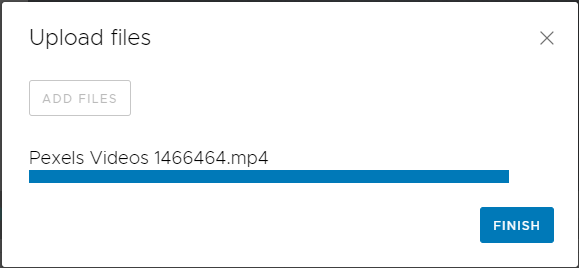 Upload files
ADD FILES
Pexels Videos 1466464.mp4
FINISH